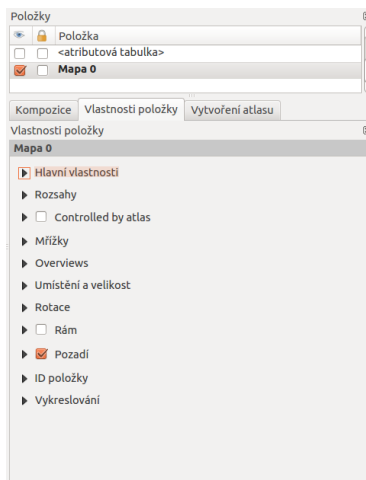 Položky
Položka
<atributová tabulka>
Mapa 0
Kompozice Vlastnosti položky Vytvoření atlasu
Vlastnosti položky
Mapa 0
Hlavní vlastnosti
Rozsahy
Controlled by atlas
Mřížky
Overviews
Umístění a velikost
Rotace
Rám
Pozadí
ID položky
Vykreslování